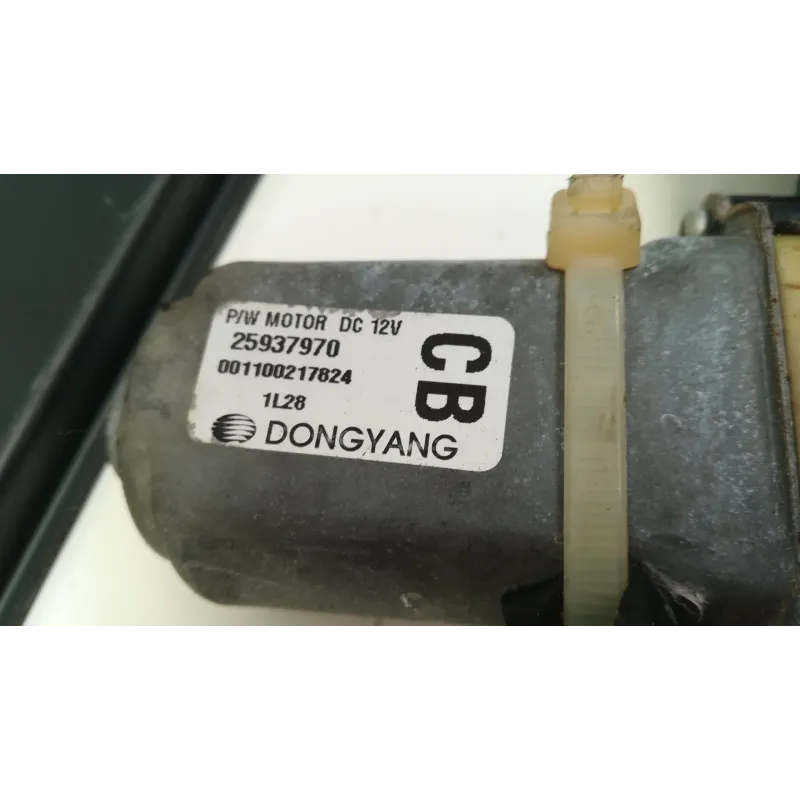 P/W MOTOR DC 12V
25937970
001100217824
1L28
DONGYANG
CB